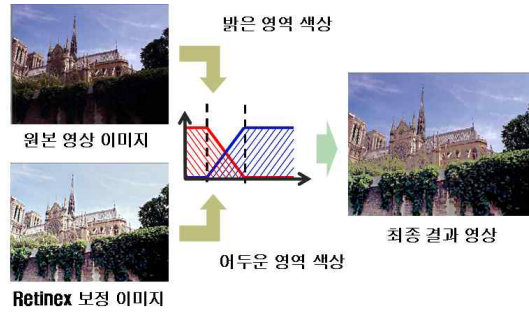 밝은 영역 색상
원본 영상 이미지
어두운 영역 색상
최종 결과 영상
Retinex 보정 이미지